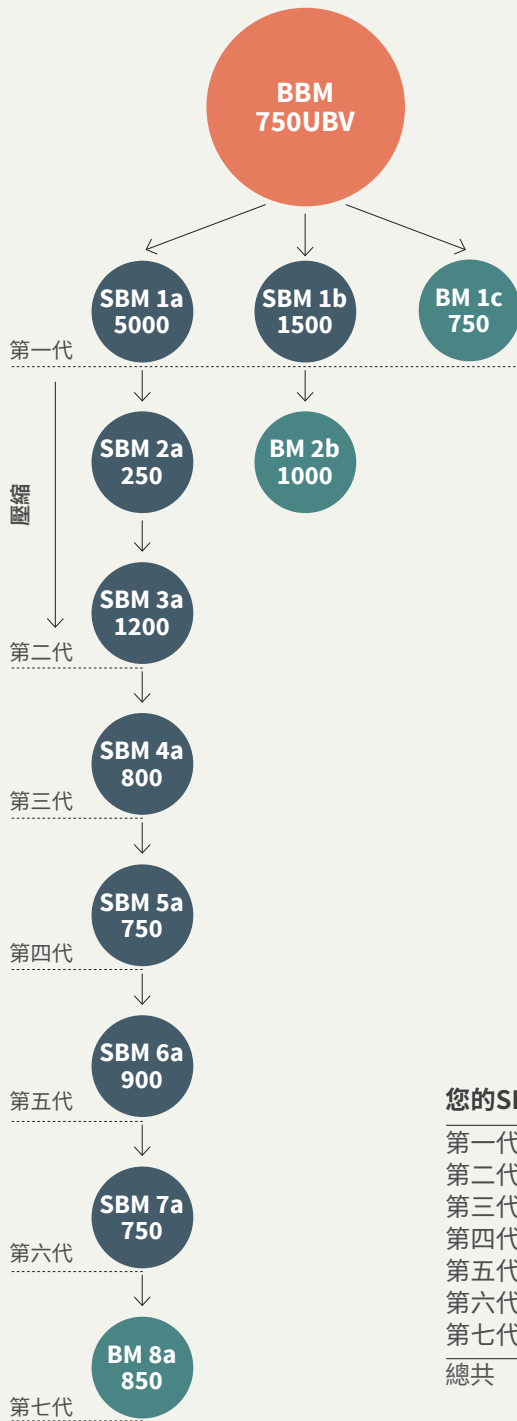 BBM
750UBV
SBM 1a
5000
SBM 1b
1500
BM 1c
750
第一代
SBM 2a
250
BM 2b
1000
壓縮
SBM 3a
1200
第二代
SBM 4a
800
第三代
SBM 5a
750
第四代
SBM 6a
900
第五代
SBM 7a
750
第六代
BM 8a
850
第七代
您的SB
第一代
第二代
第三代
第四代
第五代
第六代
第七代
總共